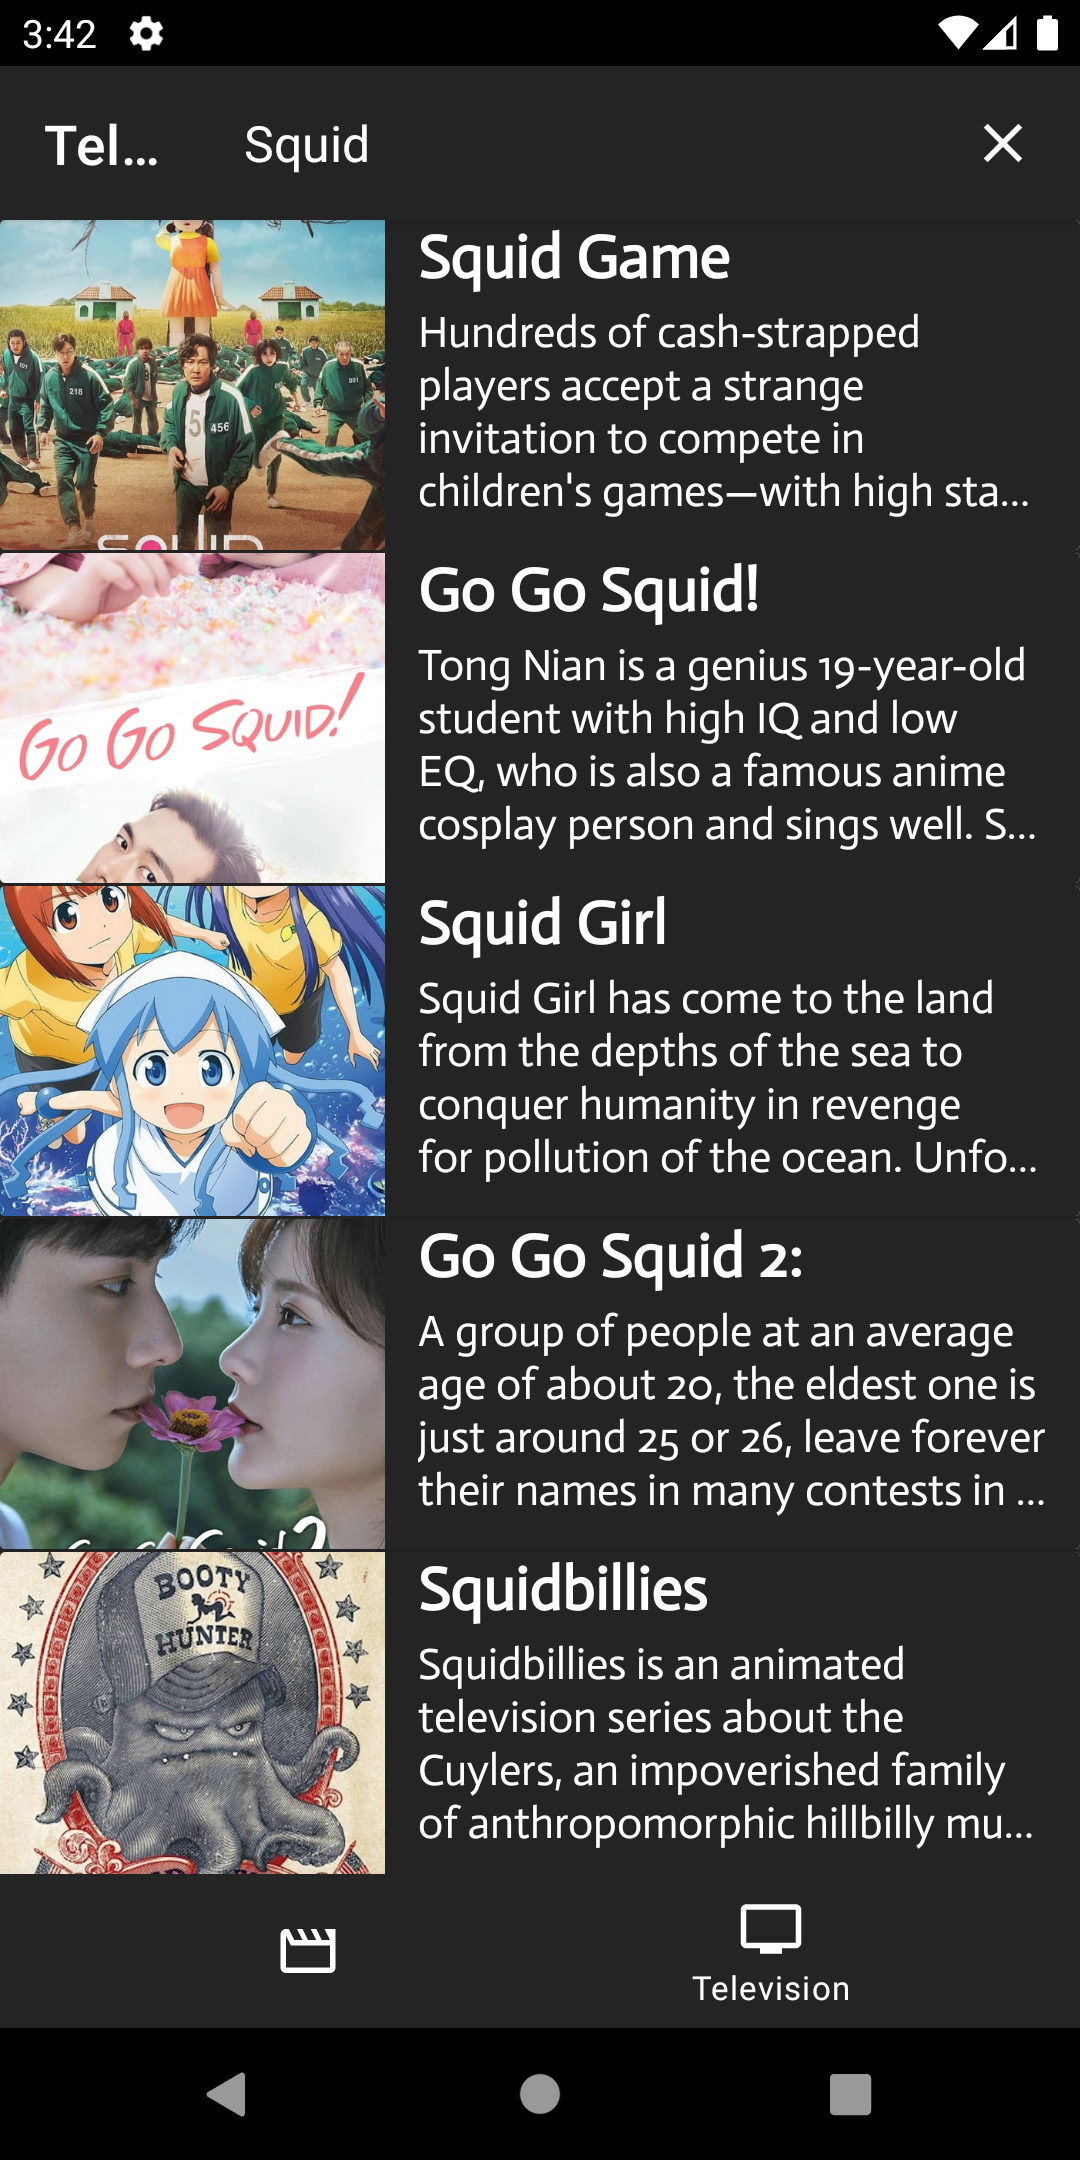 3:42
Tel...
Squid
Squid Game
Hundreds of cash-strapped
players accept a strange
invitation to compete in
children's games—with high sta...
218
456
001
Go Go Squid!
Tong Nian is a genius 19-year-old
student with high IQ and low
EQ, who is also a famous anime
cosplay person and sings well. S...
GO GO SQUID!
Squid Girl
Squid Girl has come to the land
from the depths of the sea to
conquer humanity in revenge
for pollution of the ocean. Unfo...
Go Go Squid 2:
A group of people at an average
age of about 20, the eldest one is
just around 25 or 26, leave forever
their names in many contests in ...
Squidbillies
Squidbillies is an animated
television series about the
Cuylers, an impoverished family
of anthropomorphic hillbilly mu...
BOOTY
HUNTER
Television